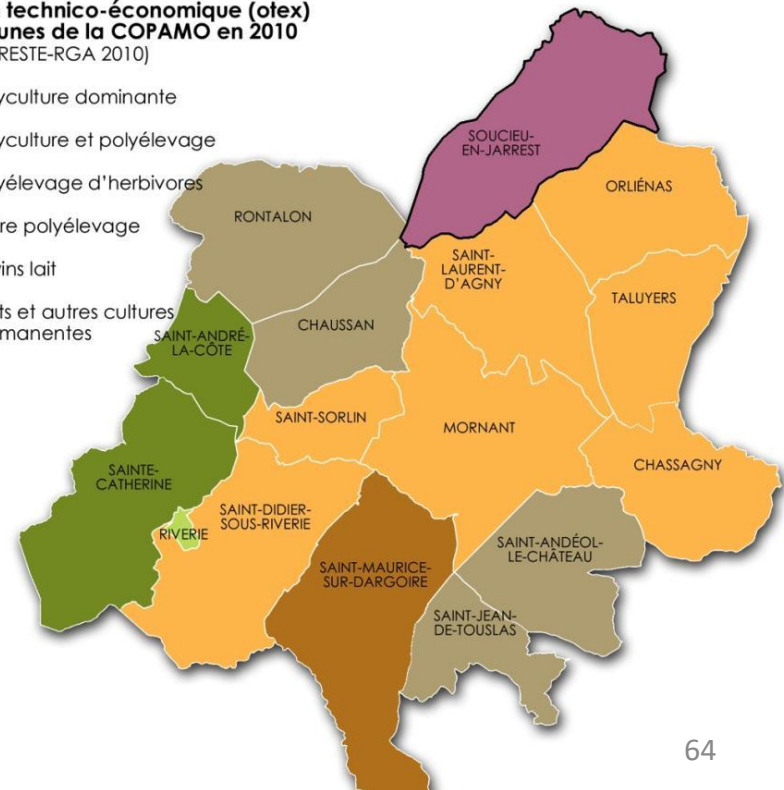 technico-économique (otex)
unes de la COPAMO en 2010
RESTE-RGA 2010)
yculture dominante
yculture et polyélevage
yélevage d'herbivores
re polyélevage
ins lait
ts et autres cultures
manentes
SOUCIEU-
EN-JARREST
ORLIÉNAS
RONTALON
SAINT-
LAURENT-
D'AGNY
TALUYERS
CHAUSSAN
SAINT-ANDRÉ-
LA-CÔTE
SAINT-SORLIN
MORNANT
CHASSAGNY
SAINTE-
CATHERINE
SAINT-DIDIER-
SOUS-RIVERIE
RIVERIE
SAINT-ANDÉOL-
LE-CHÂTEAU
SAINT-MAURICE-
SUR-DARGOIRE
SAINT-JEAN-
DE-TOUSLAS
64